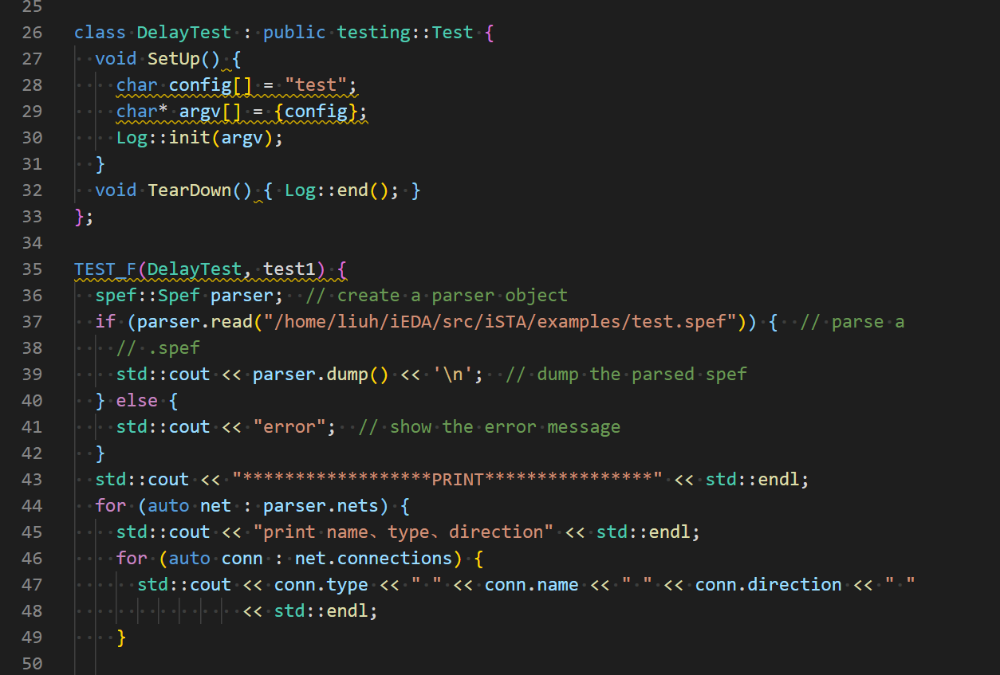 25
26 class DelayTest : public testing::Test {
27   void SetUp() {
28     char config[] = "test";
29     char* argv[] = {config};
30     Log::init(argv);
31   }
32   void TearDown() { Log::end(); }
33 };
34
35 TEST_F(DelayTest, test1) {
36   spef::Spef parser;  // create a parser object
37   if (parser.read("/home/liuh/iEDA/src/iSTA/examples/test.spef")) {  // parse a
38     // .spef
39     std::cout << parser.dump() << '\n';  // dump the parsed spef
40   } else {
41     std::cout << "error";  // show the error message
42   }
43   std::cout << "******************PRINT****************" << std::endl;
44   for (auto net : parser.nets) {
45     std::cout << "print name、type、direction" << std::endl;
46     for (auto conn : net.connections) {
47       std::cout << conn.type << " " << conn.name << " " << conn.direction << " "
48                 << std::endl;
49     }
50